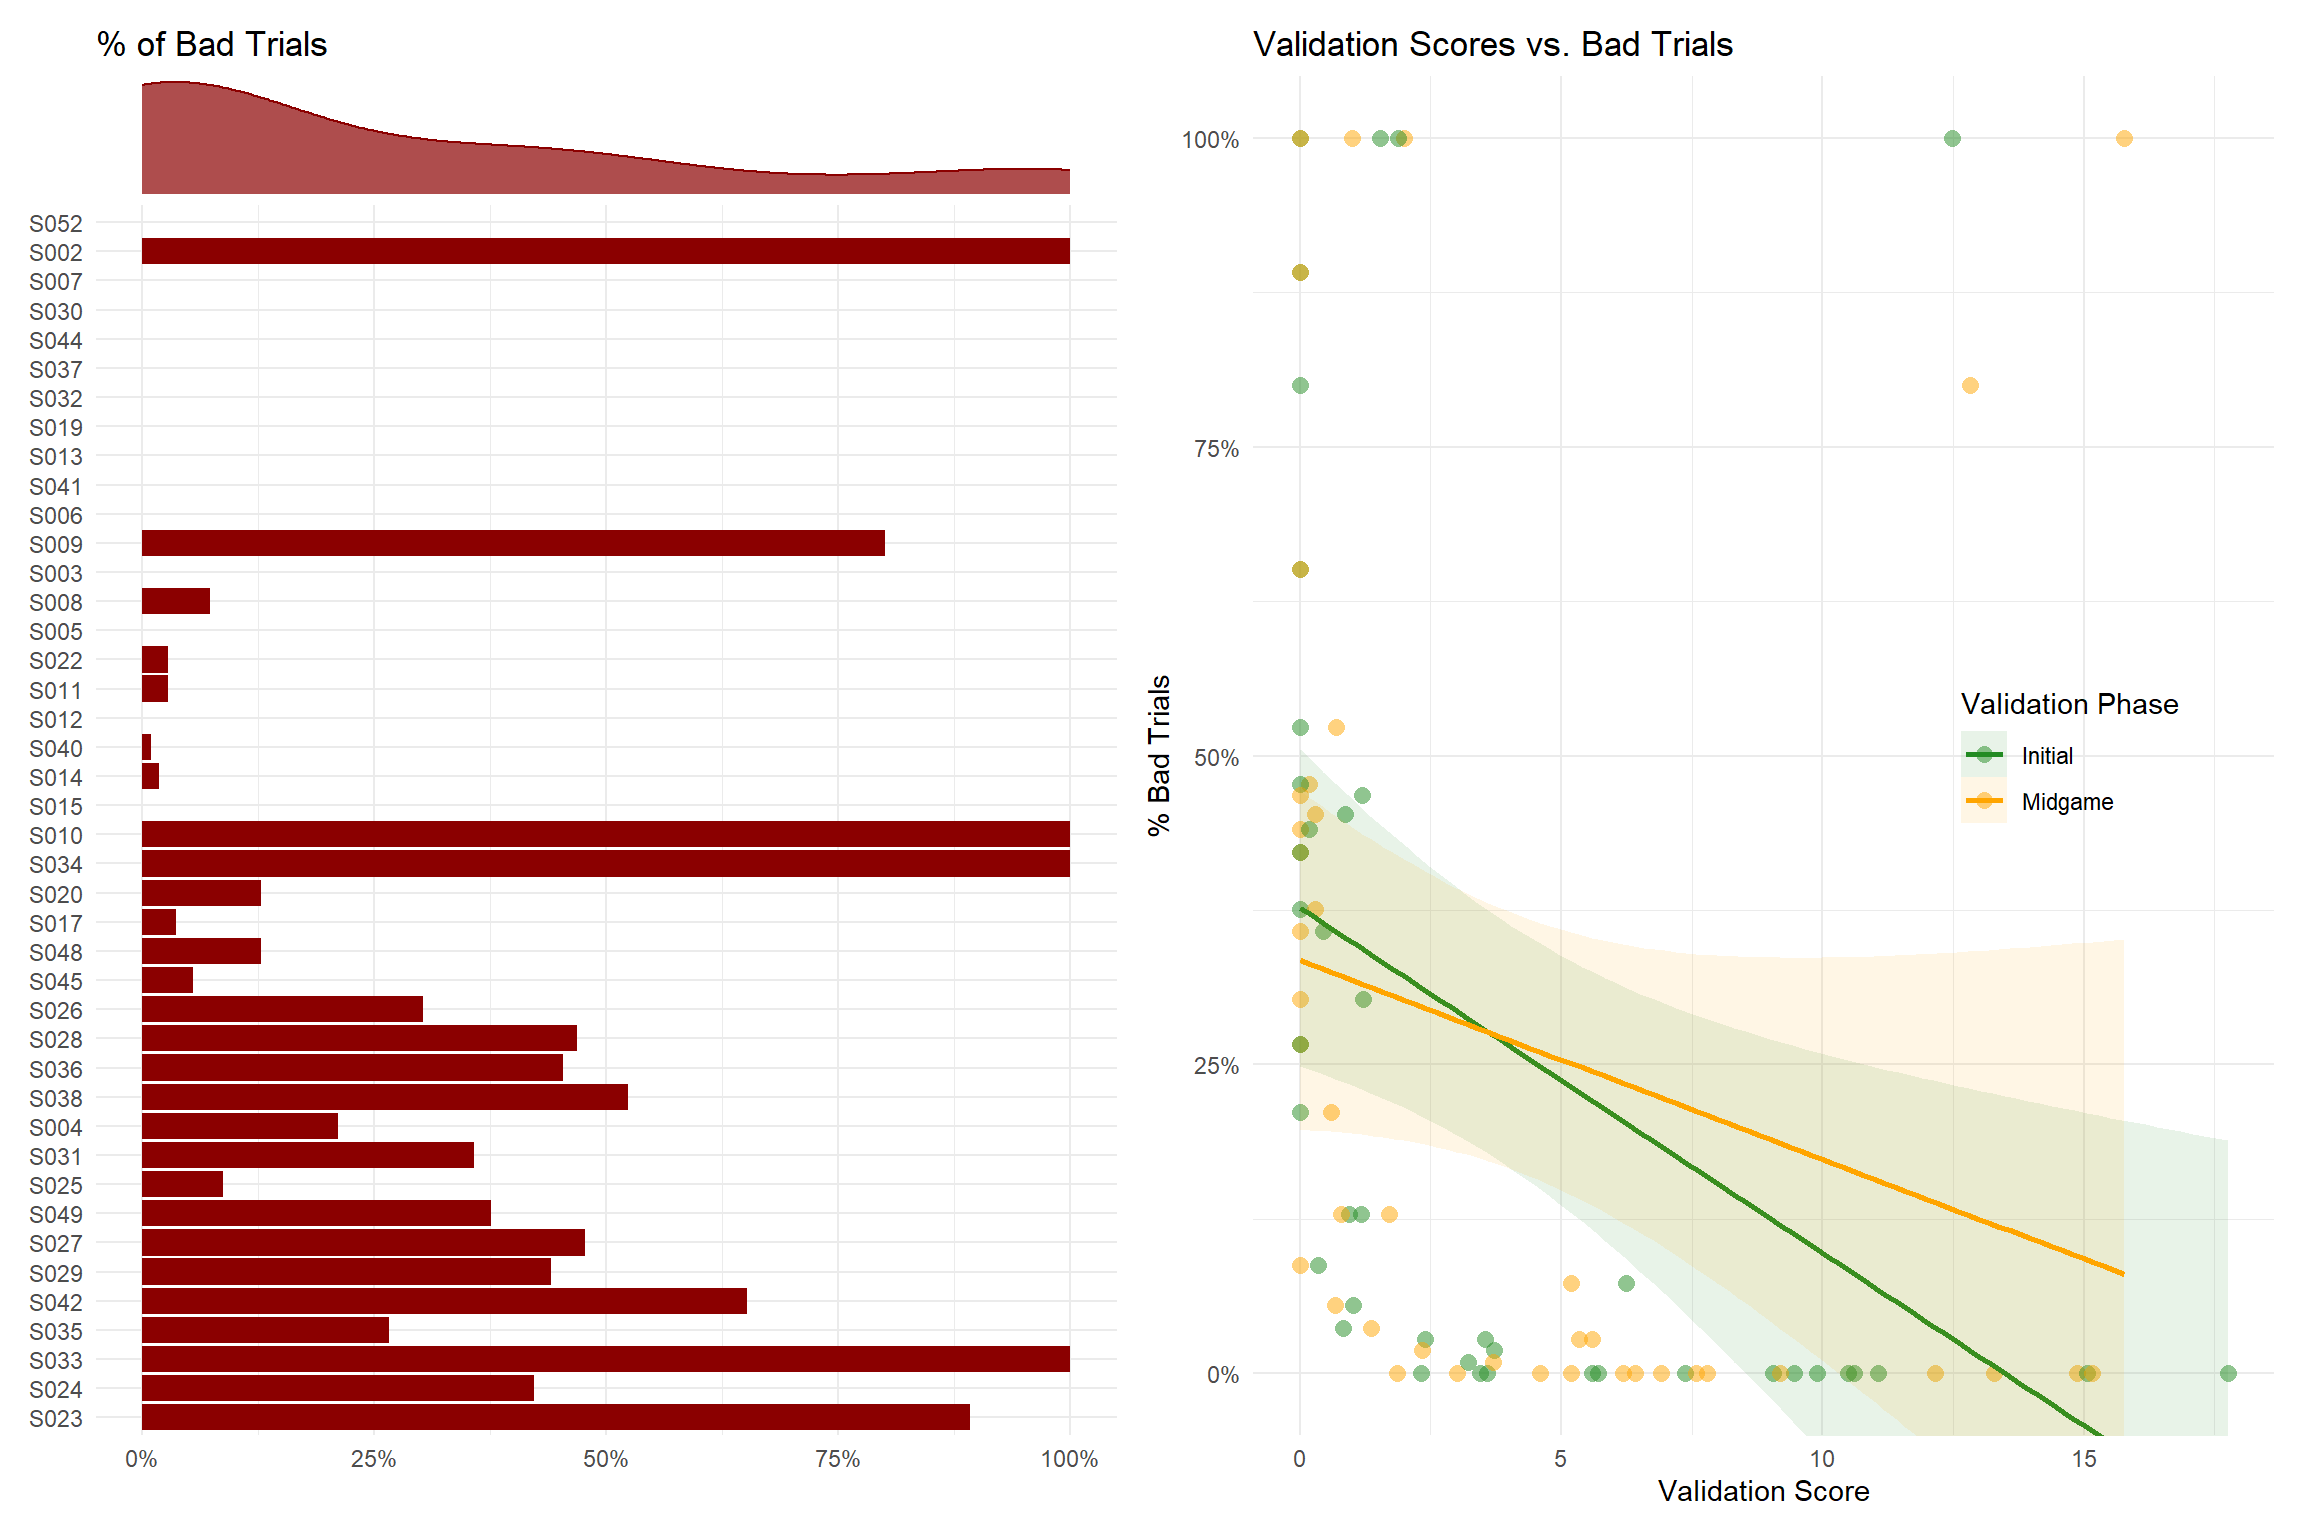 % of Bad Trials
S052
S002
S007
S030
S044
S037
S032
S019
S013
S041
S006
S009
S003
S008
S005
S022
S011
S012
S040
S014
S015
S010
S034
S020
S017
S048
S045
S026
S028
S036
S038
S004
S031
S025
S049
S027
S029
S042
S035
S033
S024
S023
0% 25% 50% 75% 100%
Validation Scores vs. Bad Trials
% Bad Trials
100%
75%
50%
25%
0%
Validation Phase
Initial
Midgame
0 5 10 15
Validation Score